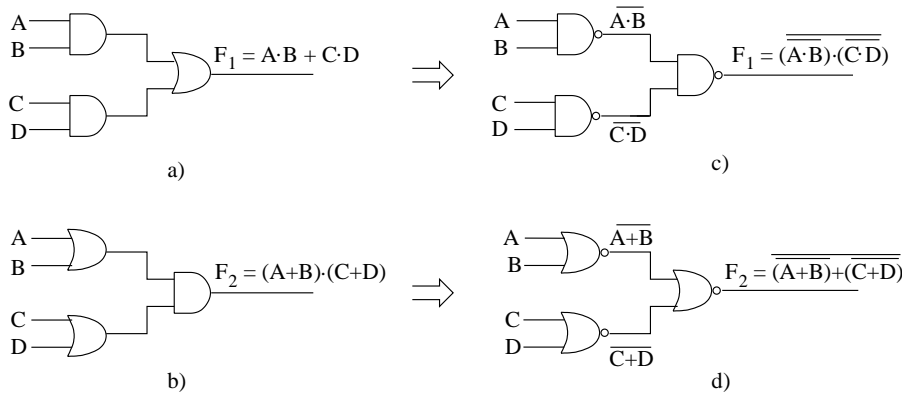 A
B
F₁ = A·B + C·D
C
D
a)
A
B
A̅·̅B̅
F₁ = (A̅·̅B̅)·(C̅·̅D̅)
C
D
C̅·̅D̅
c)
A
B
F₂ = (A+B)·(C+D)
C
D
b)
A
B
A̅+̅B̅
F₂ = (A̅+̅B̅)+(C̅+̅D̅)
C
D
C̅+̅D̅
d)